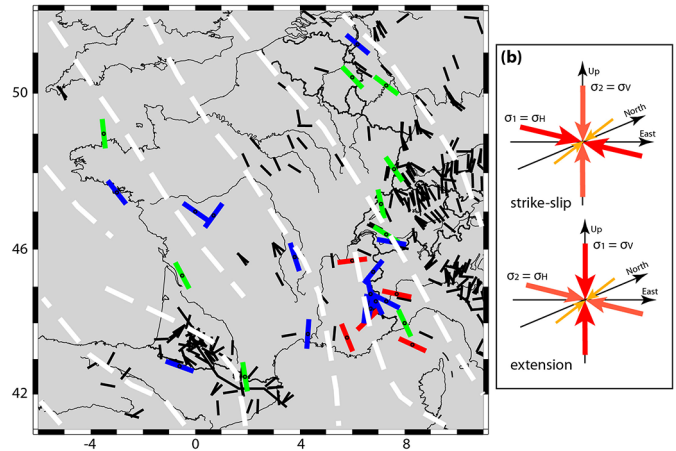 50
46
42
-4
0
4
8
(b)
Up
σ2 = σV
North
σ1 = σH
East
strike-slip
Up
σ1 = σV
North
σ2 = σH
East
extension